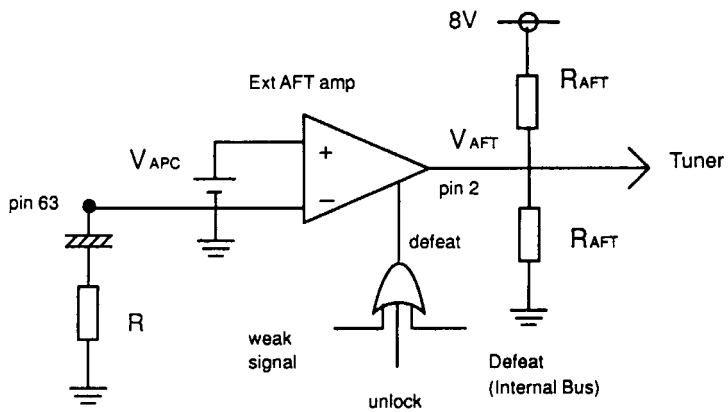 8V
Ext AFT amp
RAFT
VAFT
Tuner
VAPC
+
pin 63
−
pin 2
RAFT
defeat
R
weak
signal
Defeat
(Internal Bus)
unlock